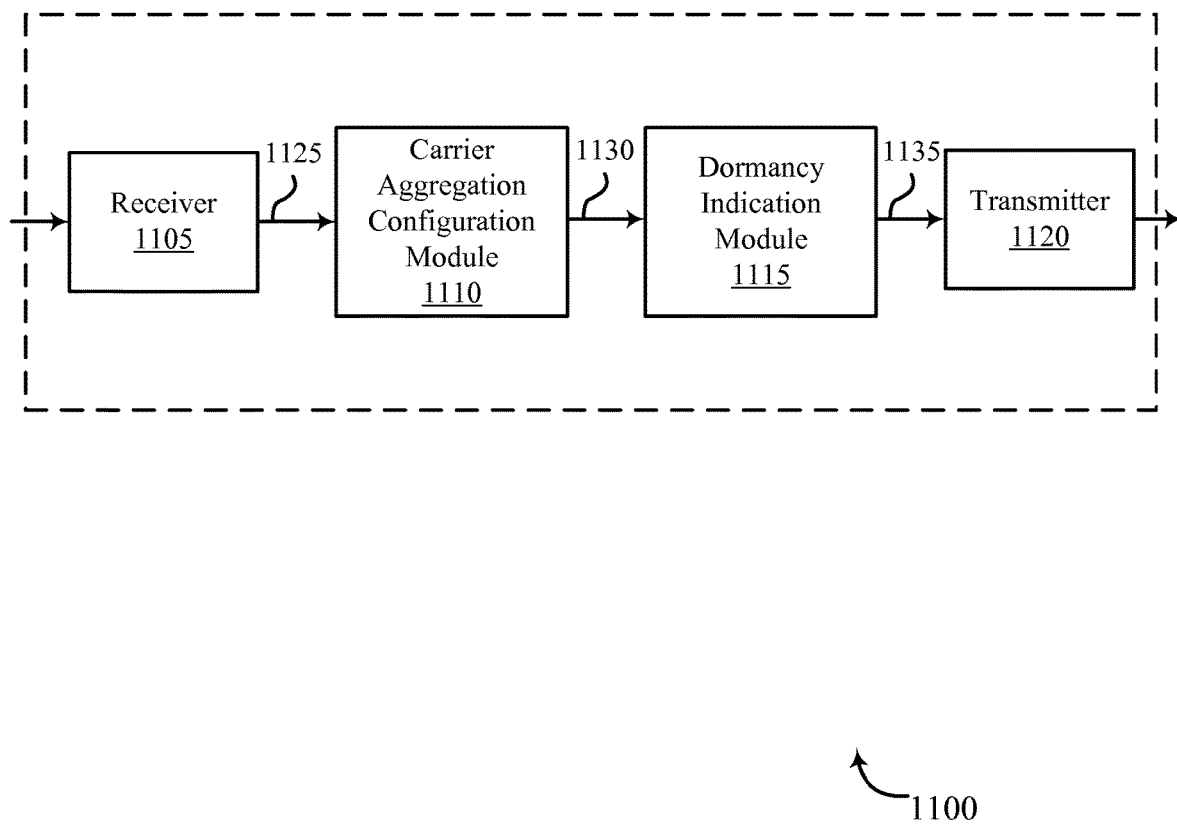 1125
1130
1135
Receiver
1105
Carrier
Aggregation
Configuration
Module
1110
Dormancy
Indication
Module
1115
Transmitter
1120
1100